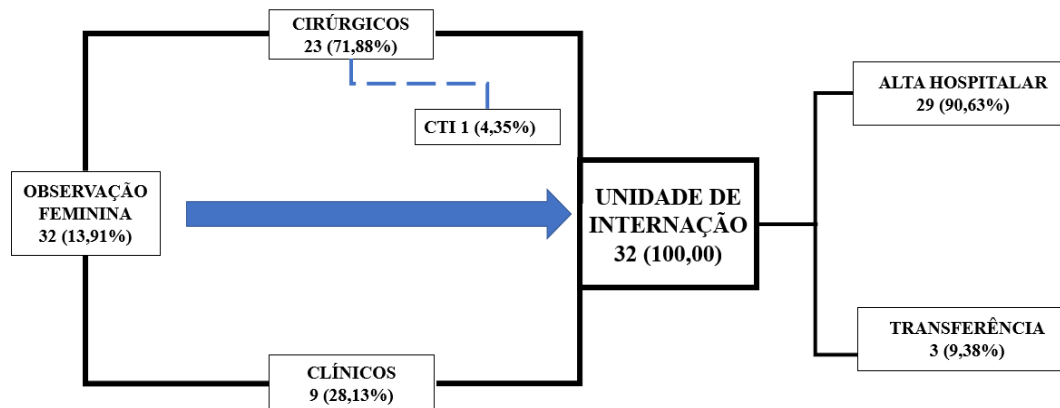 CIRÚRGICOS
23 (71,88%)
CTI 1 (4,35%)
OBSERVAÇÃO
FEMININA
32 (13,91%)
UNIDADE DE
INTERNAÇÃO
32 (100,00)
ALTA HOSPITALAR
29 (90,63%)
TRANSFERÊNCIA
3 (9,38%)
CLÍNICOS
9 (28,13%)